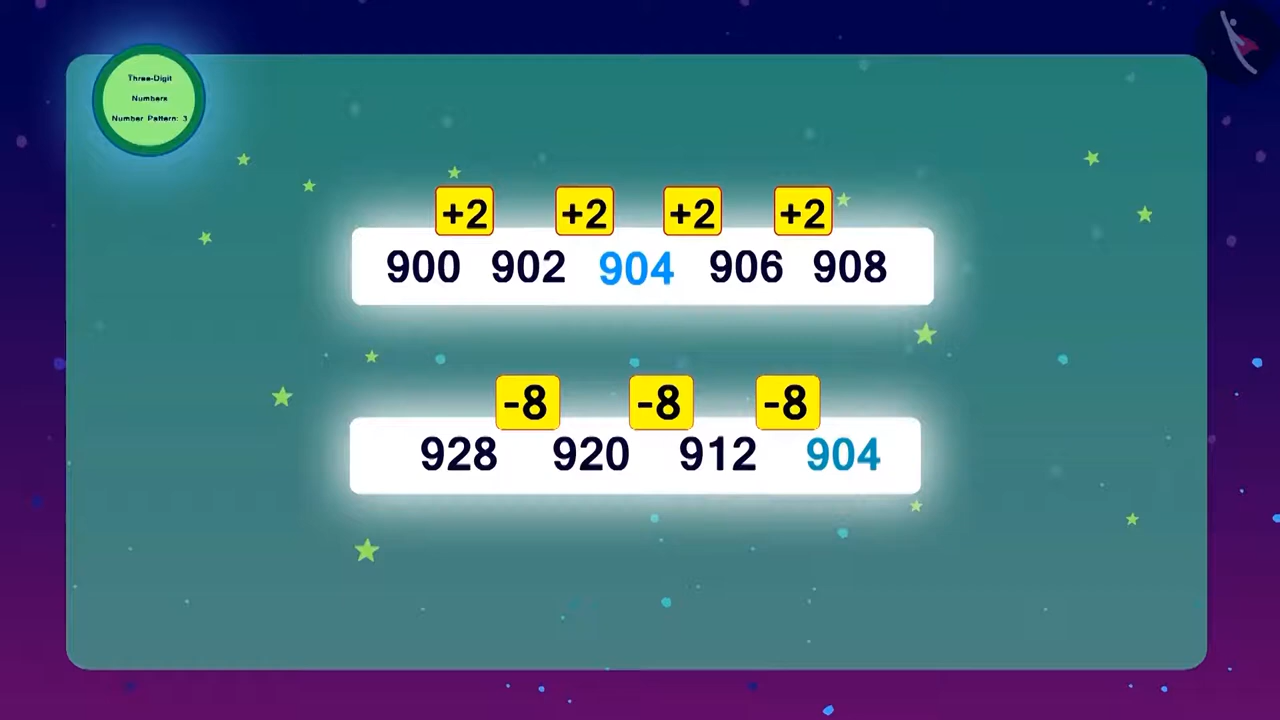 Three-Digit
Numbers
Number Pattern: 3
+2 +2 +2 +2
900 902 904 906 908
-8 -8 -8
928 920 912 904